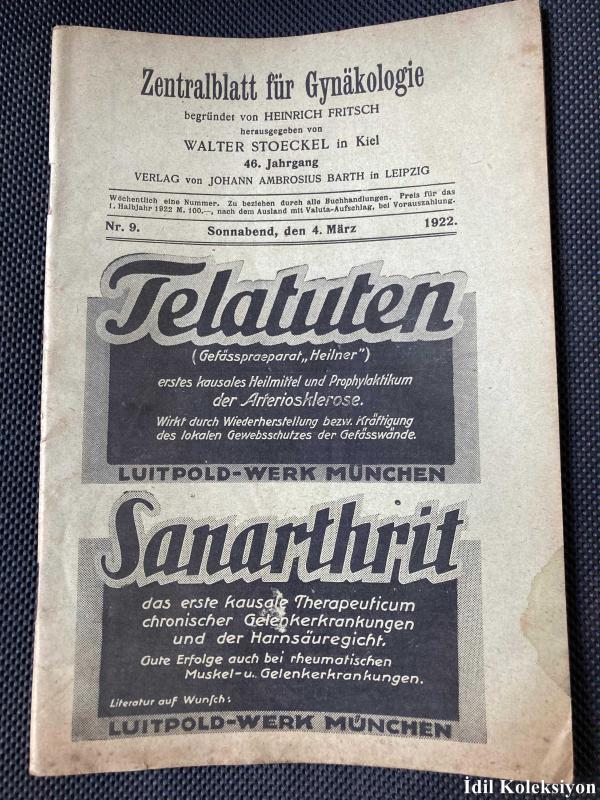 Zentralblatt für Gynäkologie
begründet von HEINRICH FRITSCH
herausgegeben von
WALTER STOECKEL in Kiel
46. Jahrgang
VERLAG von JOHANN AMBROSIUS BARTH in LEIPZIG
Wöchentlich eine Nummer. Zu beziehen durch alle Buchhandlungen. Preis für das
1. Halbjahr 1922 M. 100,—, nach dem Ausland mit Valuta-Aufschlag, bei Vorauszahlung.
Nr. 9. Sonnabend, den 4. März 1922.
Telatuten
(Gefässpraeparat „Heilner")
erstes kausales Heilmittel und Prophylaktikum
der Arteriosklerose.
Wirkt durch Wiederherstellung bezw. Kräftigung
des lokalen Gewebsschutzes der Gefässwände.
LUITPOLD-WERK MÜNCHEN
Sanarthrit
das erste kausale Therapeuticum
chronischer Gelenkerkrankungen
und der Harnsäuregicht.
Gute Erfolge auch bei rheumatischen
Muskel- u. Gelenkerkrankungen.
Literatur auf Wunsch:
LUITPOLD-WERK MÜNCHEN
İdil Koleksiyon